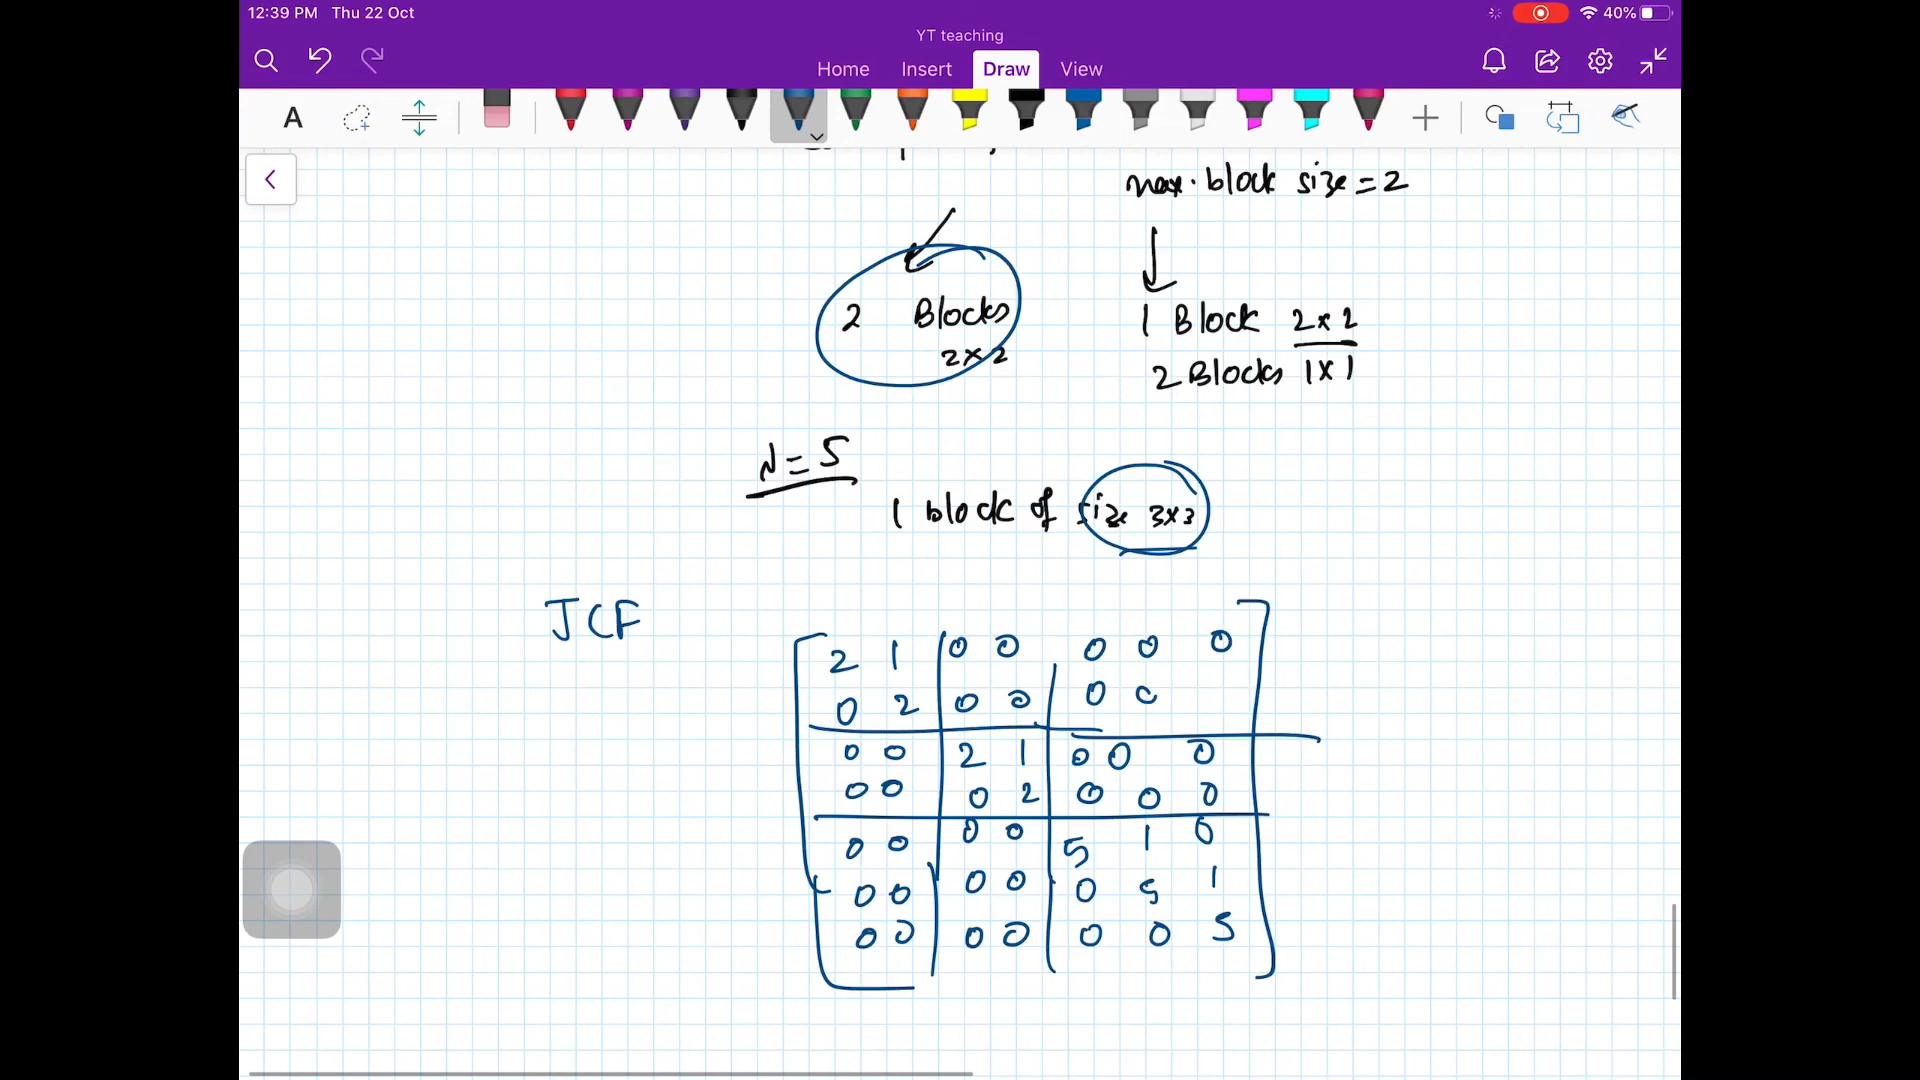 12:39 PM Thu 22 Oct
40%
YT teaching
Home Insert Draw View
A
max. block size = 2
2 Blocks
2 x 2
1 Block 2 x 2
2 Blocks 1 x 1
λ = 5
1 block of size 3x3
JCF
2 1 0 0 0 0 0
0 2 0 0 0 0
0 0 2 1 0 0 0
0 0 0 2 0 0 0
0 0 0 0 5 1 0
0 0 0 0 0 5 1
0 0 0 0 0 0 5